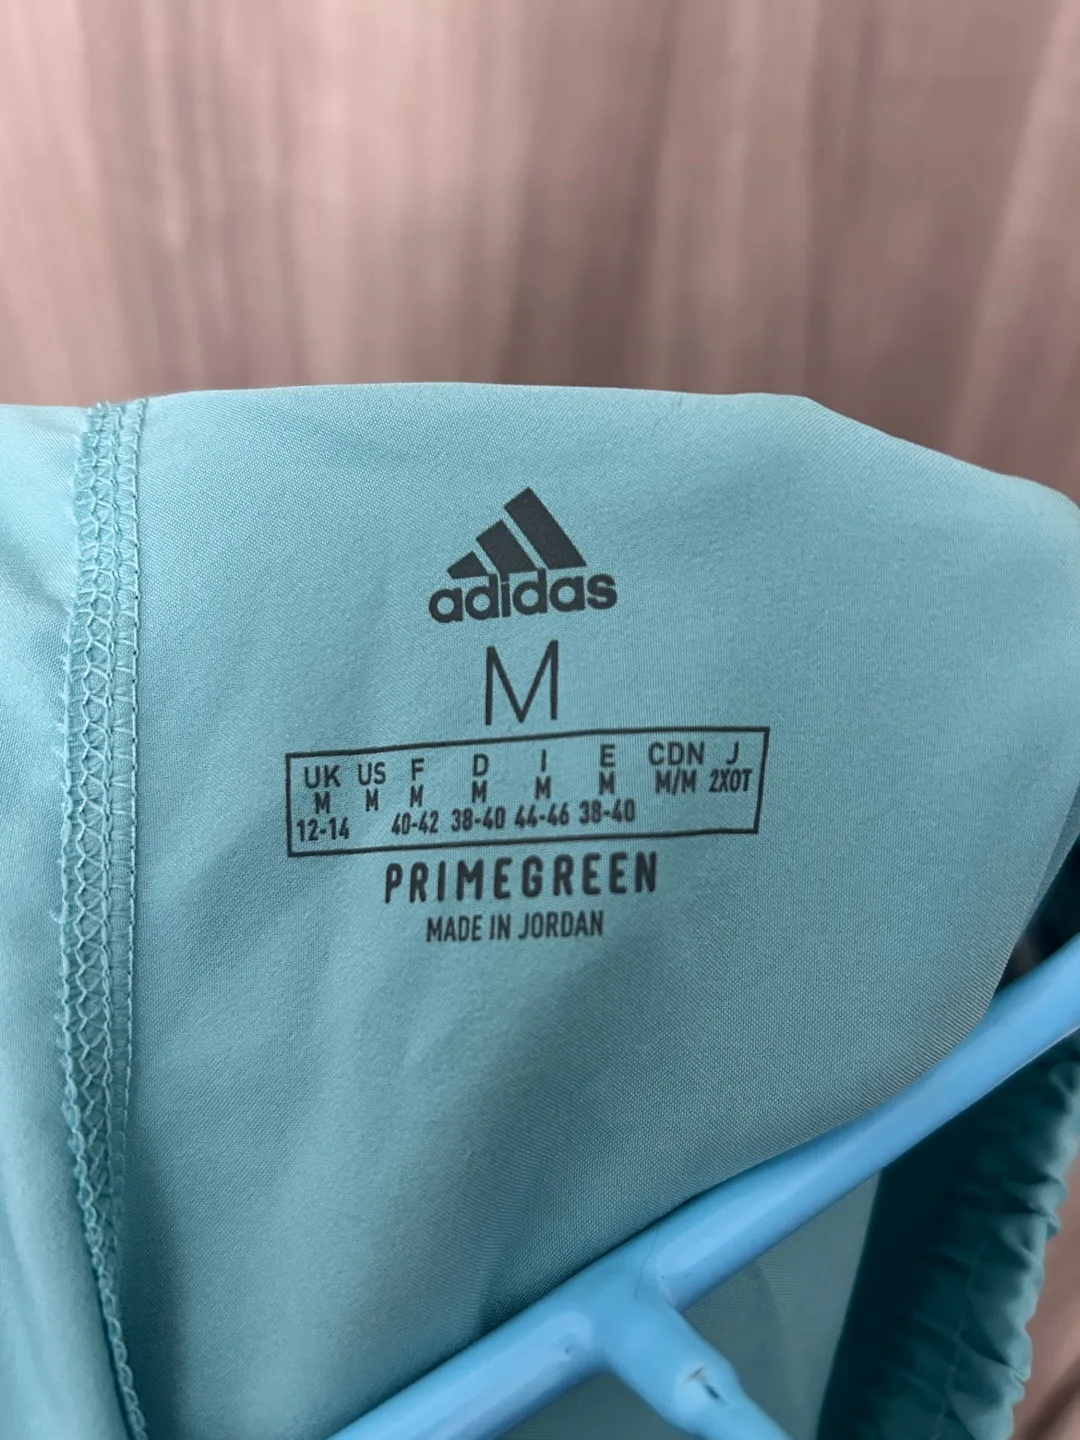 adidas
M
UK US F D I E CDN J
M M M M M M M/M 2XOT
12-14 40-42 38-40 44-46 38-40
PRIMEGREEN
MADE IN JORDAN